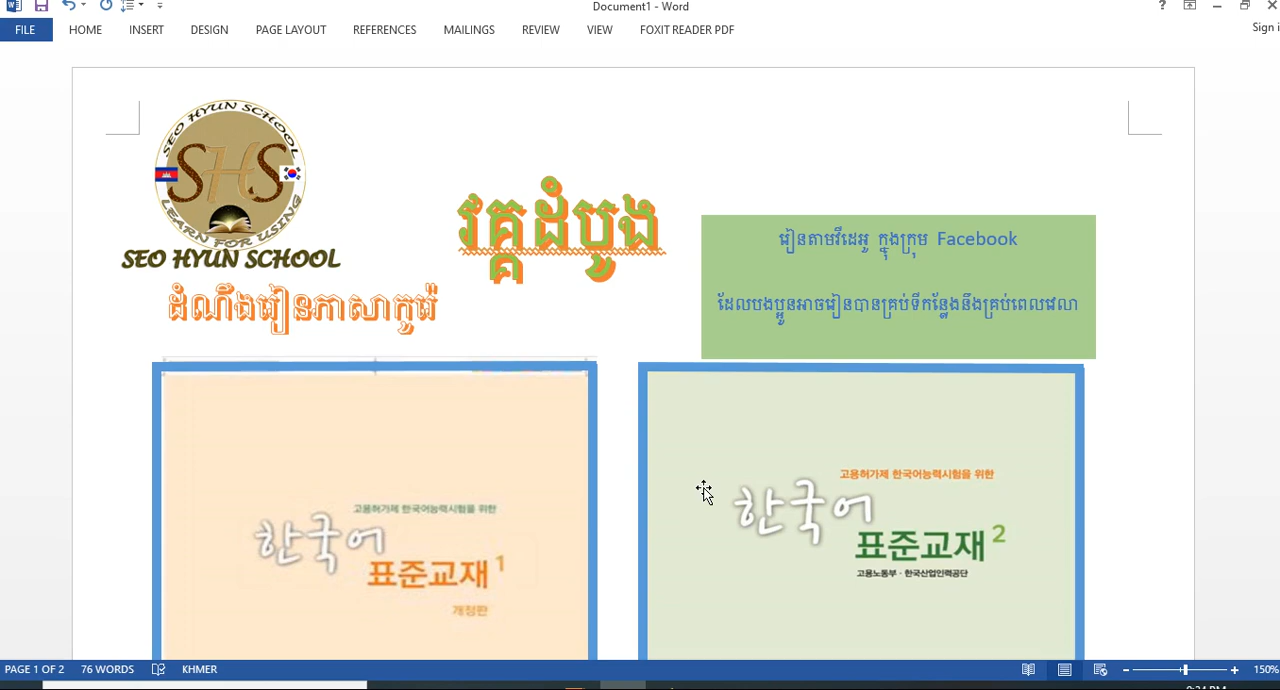 Document1 - Word
Sign i
FILE
HOME
INSERT
DESIGN
PAGE LAYOUT
REFERENCES
MAILINGS
REVIEW
VIEW
FOXIT READER PDF
SEO HYUN SCHOOL
SHS
LEARN FOR USING
SEO HYUN SCHOOL
វគ្គដំបូង
រៀនតាមវីដេអូ ក្នុងក្រុម Facebook
ដែលបងប្អូនអាចរៀនបានគ្រប់ទីកន្លែងនឹងគ្រប់ពេលវេលា
ដំណឹងរៀនភាសាកូរ៉េ
고용허가제 한국어능력시험을 위한
한국어
표준교재 1
개정판
고용허가제 한국어능력시험을 위한
한국어
표준교재 2
고용노동부 · 한국산업인력공단
PAGE 1 OF 2
76 WORDS
KHMER
150%